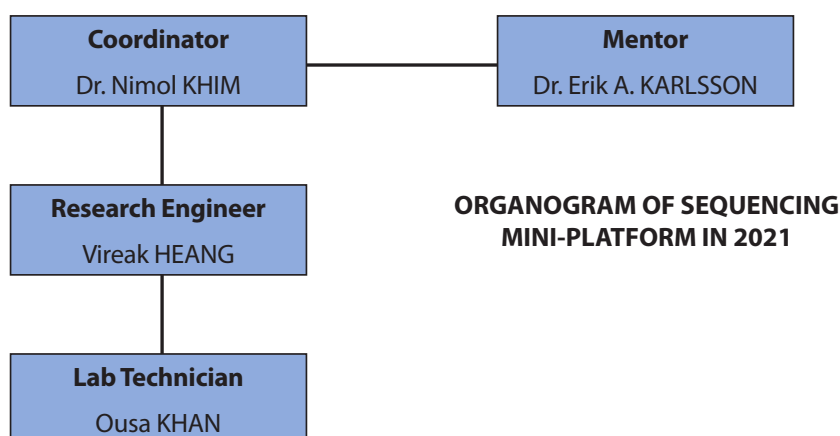 Coordinator
Dr. Nimol KHIM
Mentor
Dr. Erik A. KARLSSON
Research Engineer
Vireak HEANG
ORGANOGRAM OF SEQUENCING
MINI-PLATFORM IN 2021
Lab Technician
Ousa KHAN